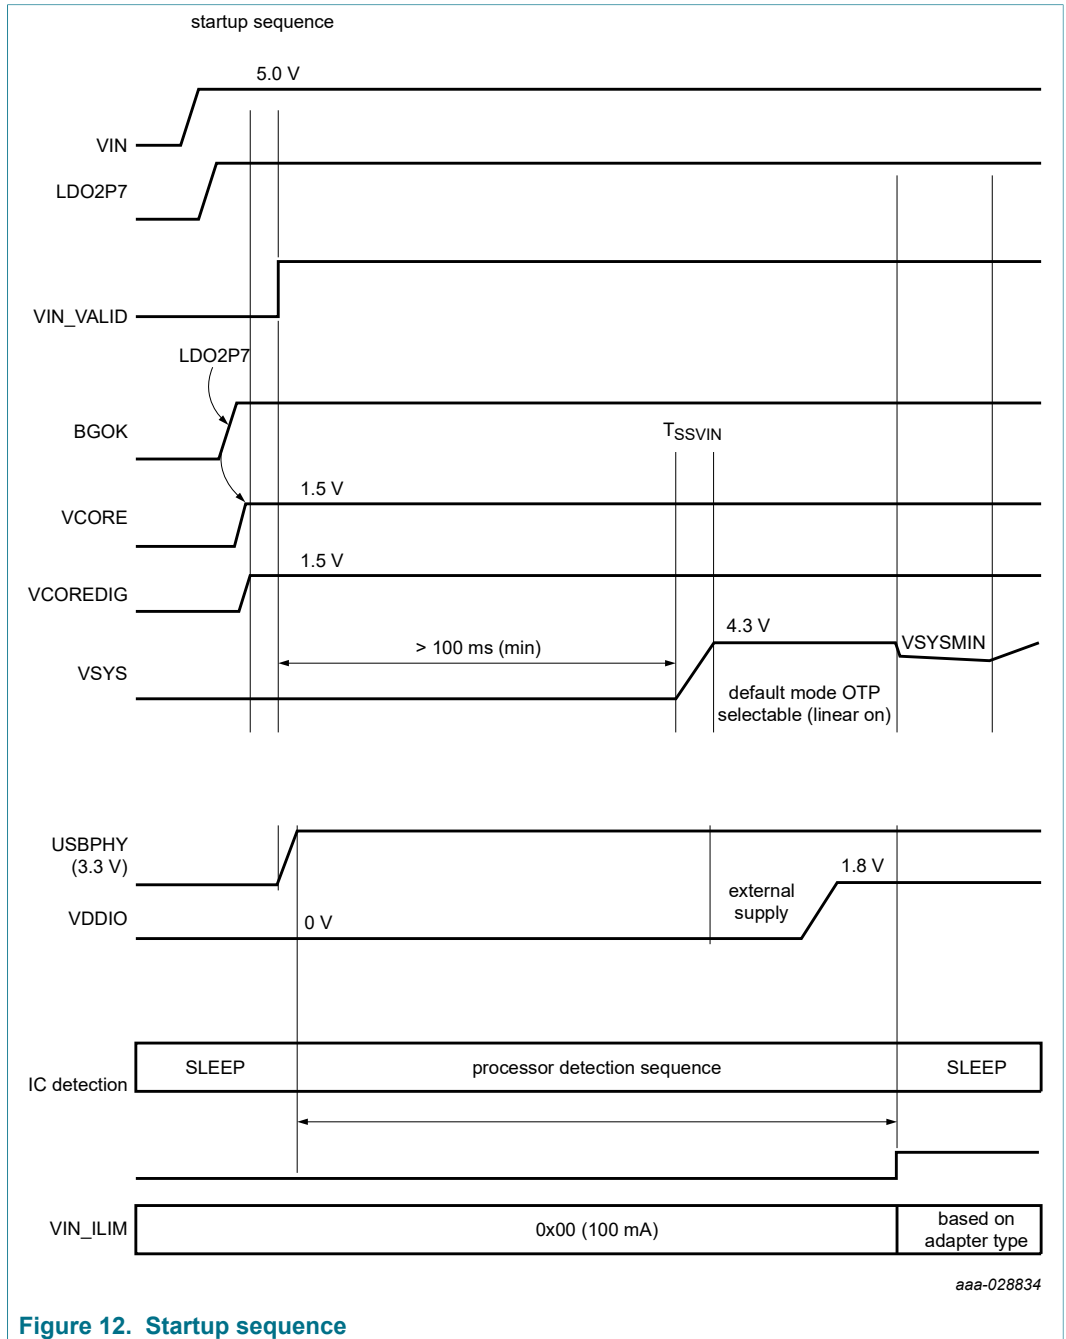 startup sequence
5.0 V
VIN
LDO2P7
VIN_VALID
LDO2P7
BGOK
TSSVIN
1.5 V
VCORE
1.5 V
VCOREDIG
4.3 V
> 100 ms (min)
VSYSMIN
VSYS
default mode OTP
selectable (linear on)
USBPHY
(3.3 V)
1.8 V
external
supply
VDDIO
0 V
SLEEP
processor detection sequence
SLEEP
IC detection
VIN_ILIM
0x00 (100 mA)
based on
adapter type
aaa-028834
Figure 12. Startup sequence